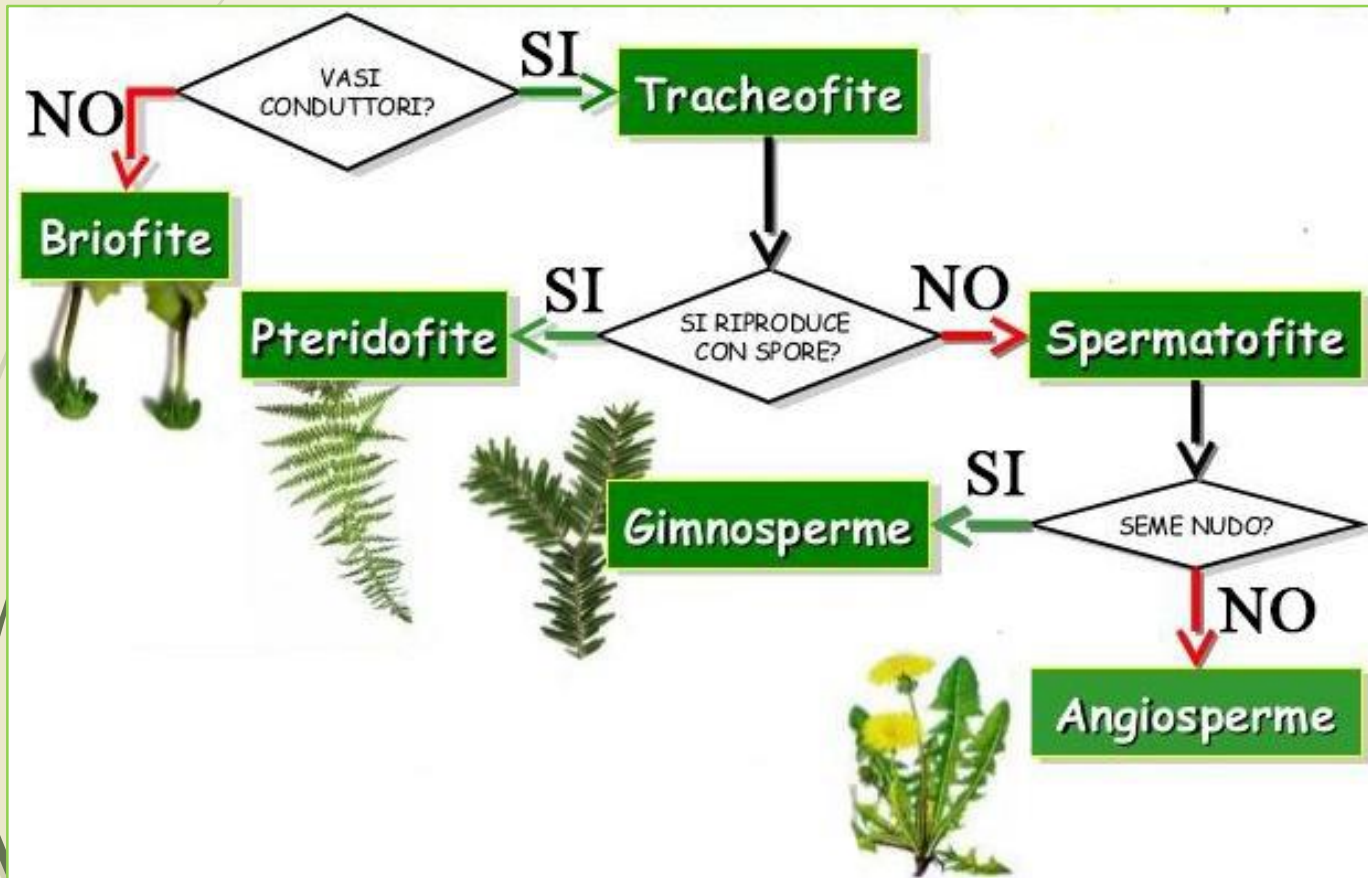 VASI
CONDUTTORI?
SI
NO
Tracheofite
Briofite
SI
NO
Pteridofite
SI RIPRODUCE
CON SPORE?
Spermatofite
SI
Gimnosperme
SEME NUDO?
NO
Angiosperme